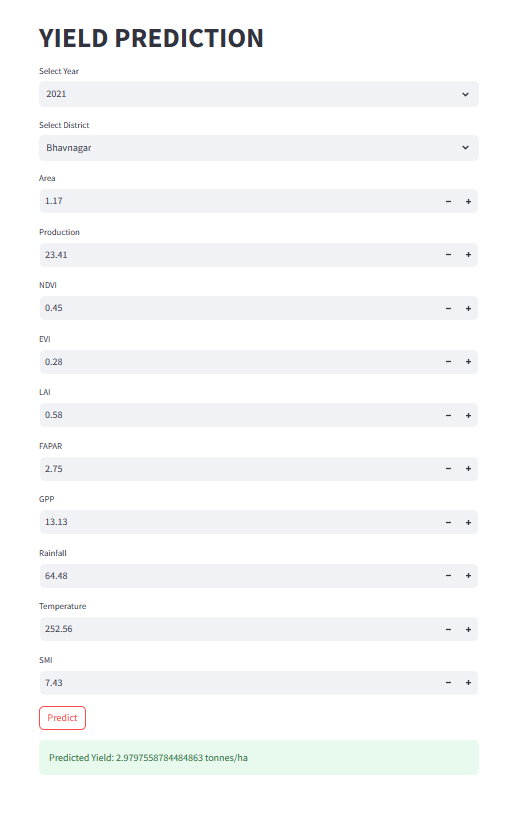 YIELD PREDICTION
Select Year
2021
Select District
Bhavnagar
Area
1.17
Production
23.41
NDVI
0.45
EVI
0.28
LAI
0.58
FAPAR
2.75
GPP
13.13
Rainfall
64.48
Temperature
252.56
SMI
7.43
Predict
Predicted Yield: 2.9797558784484863 tonnes/ha